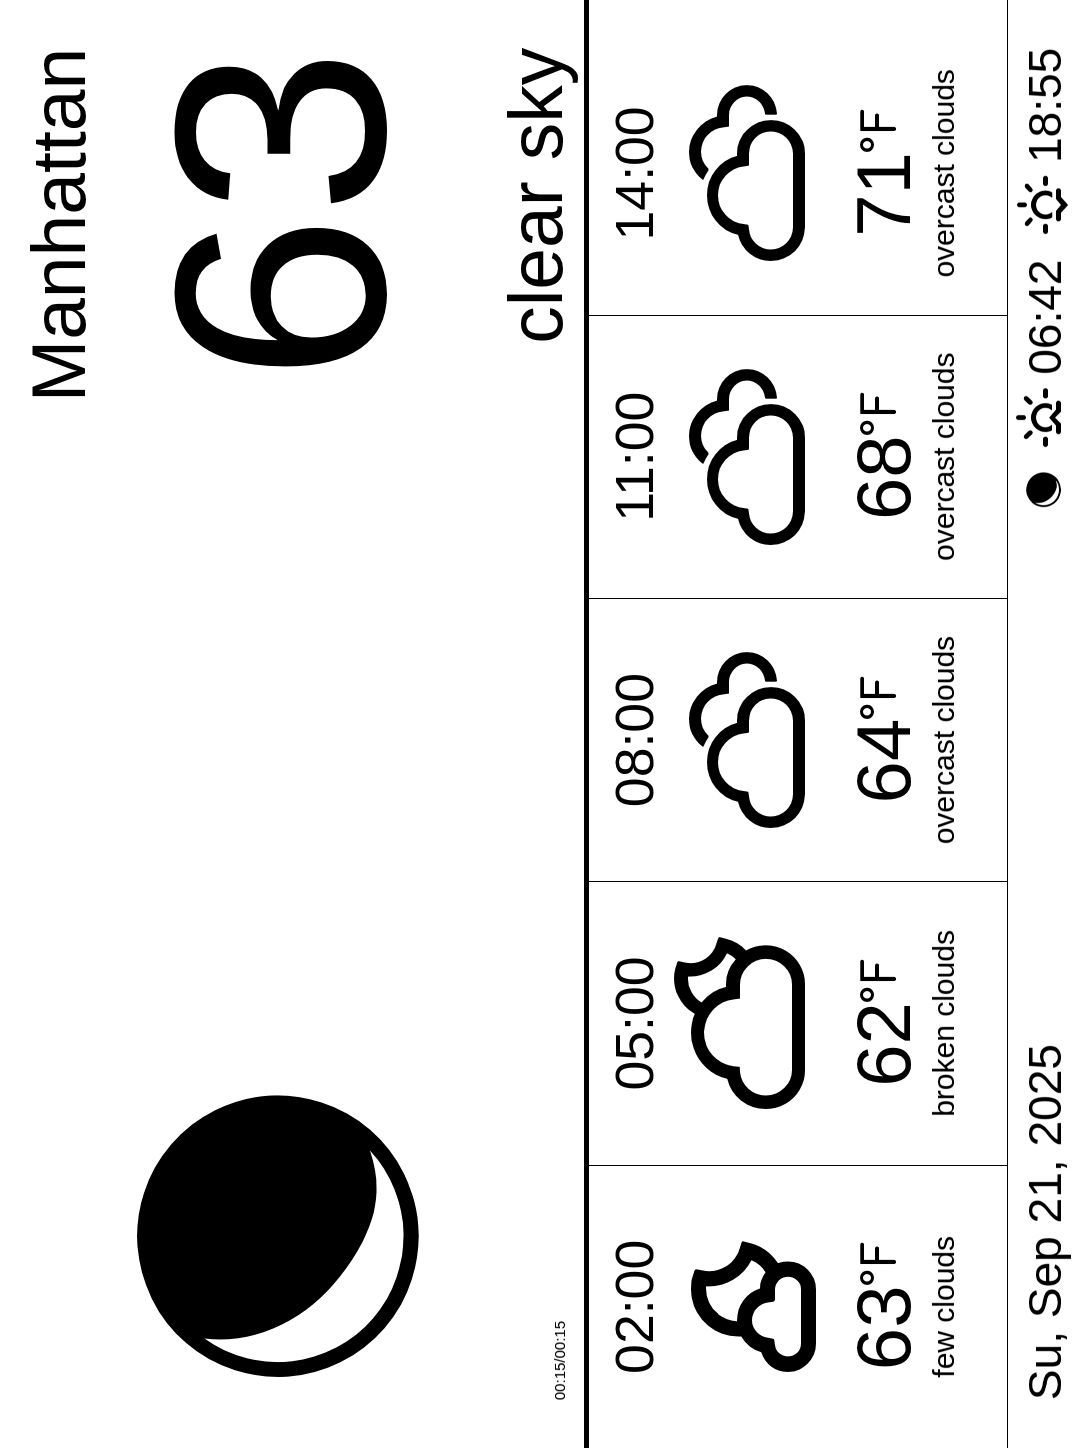 Manhattan
63
clear sky
00:15/00:15
02:00 05:00 08:00 11:00 14:00
63°F 62°F 64°F 68°F 71°F
few clouds broken clouds overcast clouds overcast clouds overcast clouds
Su, Sep 21, 2025 06:42 18:55